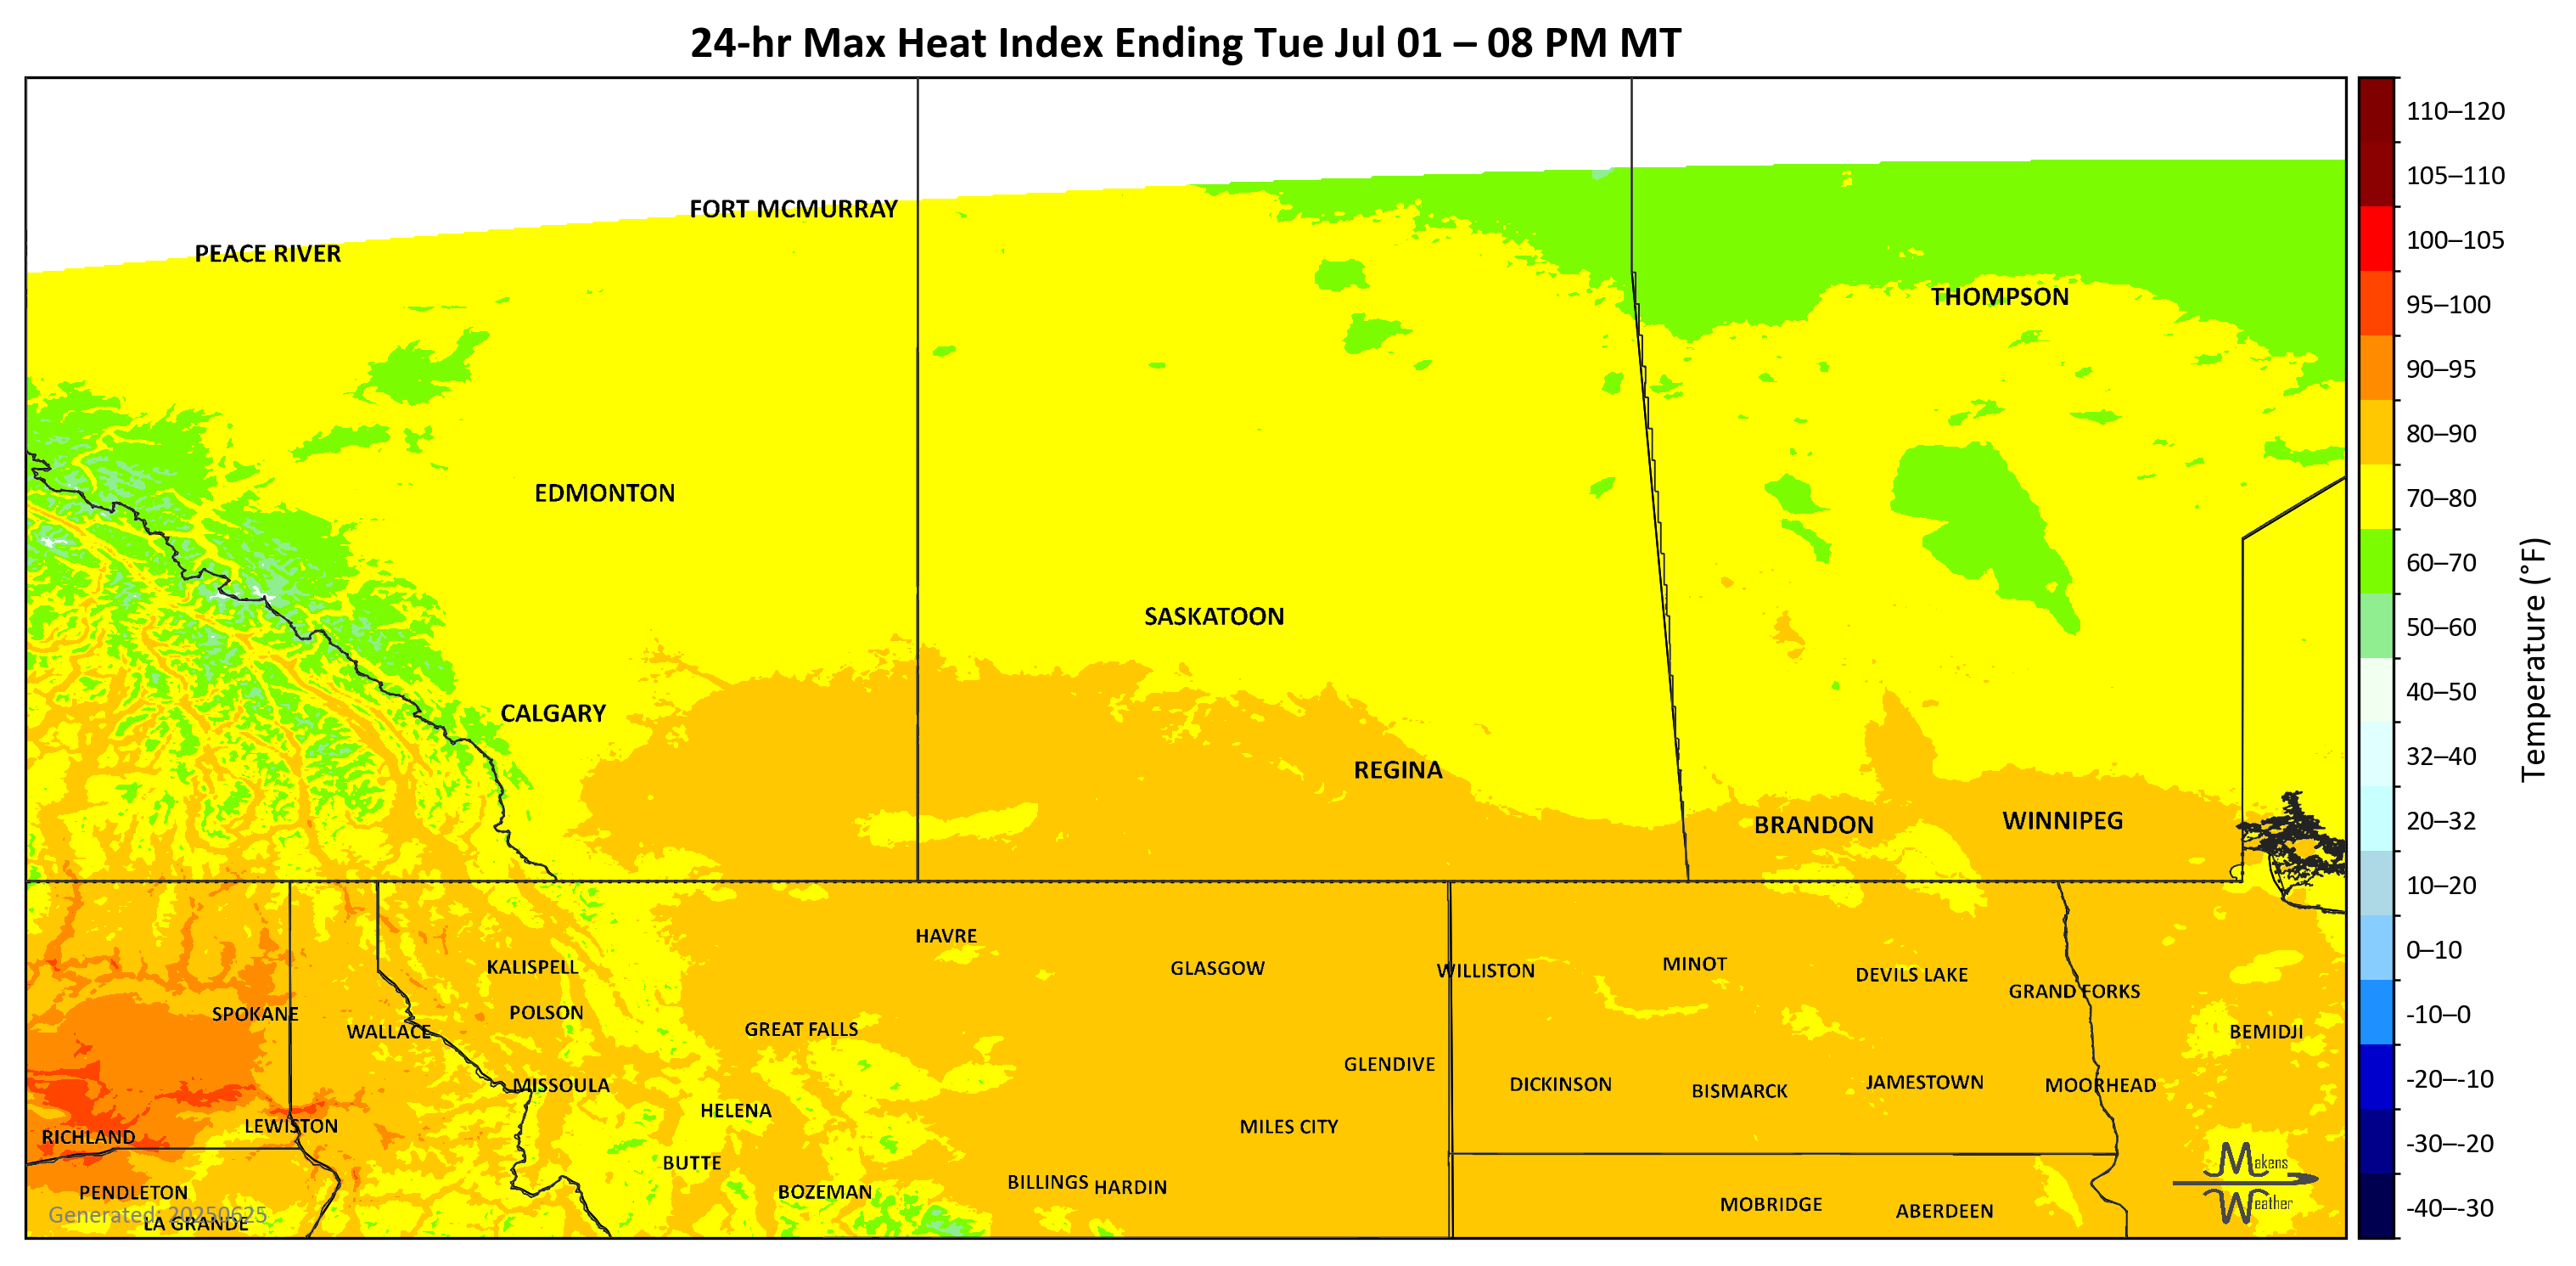 24-hr Max Heat Index Ending Tue Jul 01 – 08 PM MT
110–120
105–110
100–105
95–100
90–95
80–90
70–80
60–70
50–60
40–50
32–40
20–32
10–20
0–10
-10–0
-20–-10
-30–-20
-40–-30
Temperature (°F)
FORT MCMURRAY
PEACE RIVER
THOMPSON
EDMONTON
SASKATOON
CALGARY
REGINA
BRANDON
WINNIPEG
HAVRE
KALISPELL
GLASGOW
WILLISTON
MINOT
DEVILS LAKE
GRAND FORKS
SPOKANE
POLSON
WALLACE
GREAT FALLS
BEMIDJI
GLENDIVE
MISSOULA
DICKINSON
BISMARCK
JAMESTOWN
MOORHEAD
HELENA
LEWISTON
MILES CITY
RICHLAND
BUTTE
PENDLETON
BOZEMAN
BILLINGS
HARDIN
MOBRIDGE
ABERDEEN
Generated: 20250625
LA GRANDE
Makens
Weather